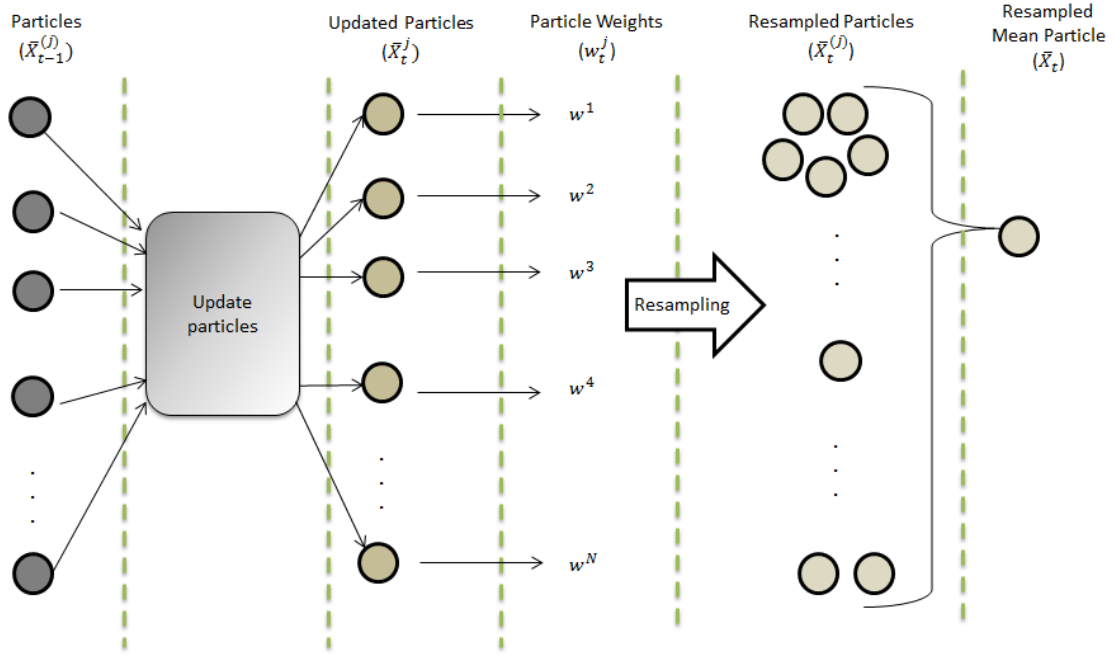 Particles
(X̄_{t−1}^{(j)})
Updated Particles
(X̄_t^j)
Particle Weights
(w_t^j)
Resampled Particles
(X̄_t^{(j)})
Resampled
Mean Particle
(X̄_t)
w^1
w^2
w^3
w^4
w^N
Update
particles
Resampling